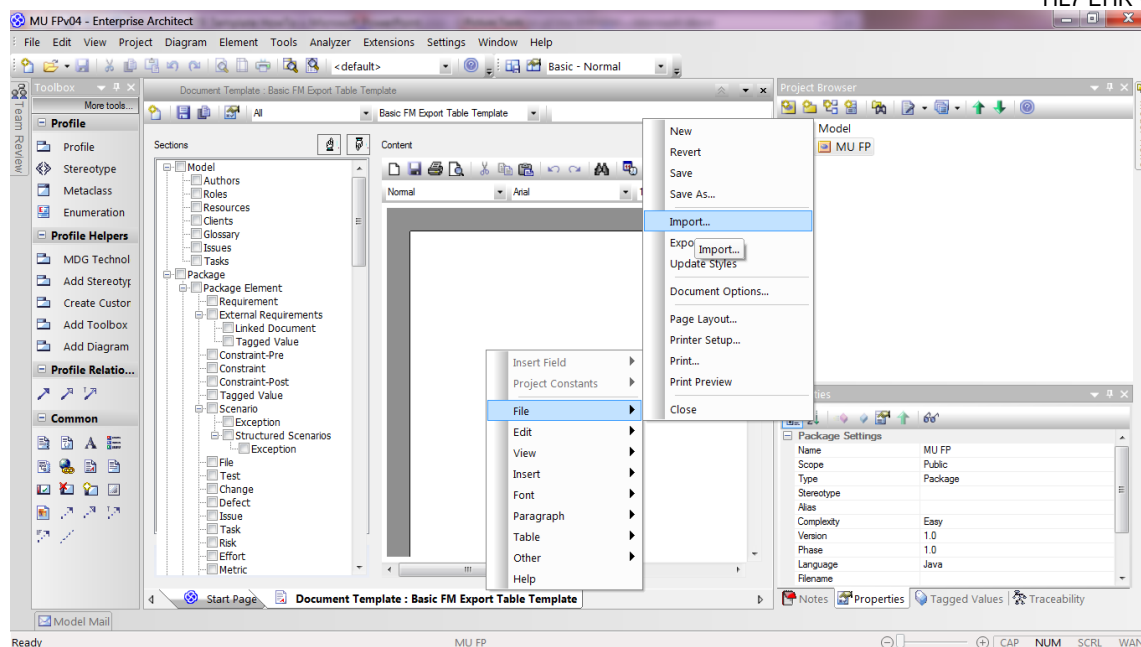 MU FPv04 - Enterprise Architect
File Edit View Project Diagram Element Tools Analyzer Extensions Settings Window Help
<default> Basic - Normal
Toolbox
More tools...
Team Review
Profile
Profile
Stereotype
Metaclass
Enumeration
Profile Helpers
MDG Technol
Add Stereotyp
Create Custor
Add Toolbox
Add Diagram
Profile Relatio...
Common
Document Template : Basic FM Export Table Template
All Basic FM Export Table Template
Sections
Model
Authors
Roles
Resources
Clients
Glossary
Issues
Tasks
Package
Package Element
Requirement
External Requirements
Linked Document
Tagged Value
Constraint-Pre
Constraint
Constraint-Post
Tagged Value
Scenario
Exception
Structured Scenarios
Exception
File
Test
Change
Defect
Issue
Task
Risk
Effort
Metric
Content
Normal Arial
Insert Field
Project Constants
File
Edit
View
Insert
Font
Paragraph
Table
Other
Help
New
Revert
Save
Save As...
Import...
Expo
Import...
Update Styles
Document Options...
Page Layout...
Printer Setup...
Print...
Print Preview
Close
Project Browser
Model
MU FP
ties
Package Settings
Name MU FP
Scope Public
Type Package
Stereotype
Alias
Complexity Easy
Version 1.0
Phase 1.0
Language Java
Filename
Start Page Document Template : Basic FM Export Table Template
Notes Properties Tagged Values Traceability
Model Mail
Ready MU FP CAP NUM SCRL WAN